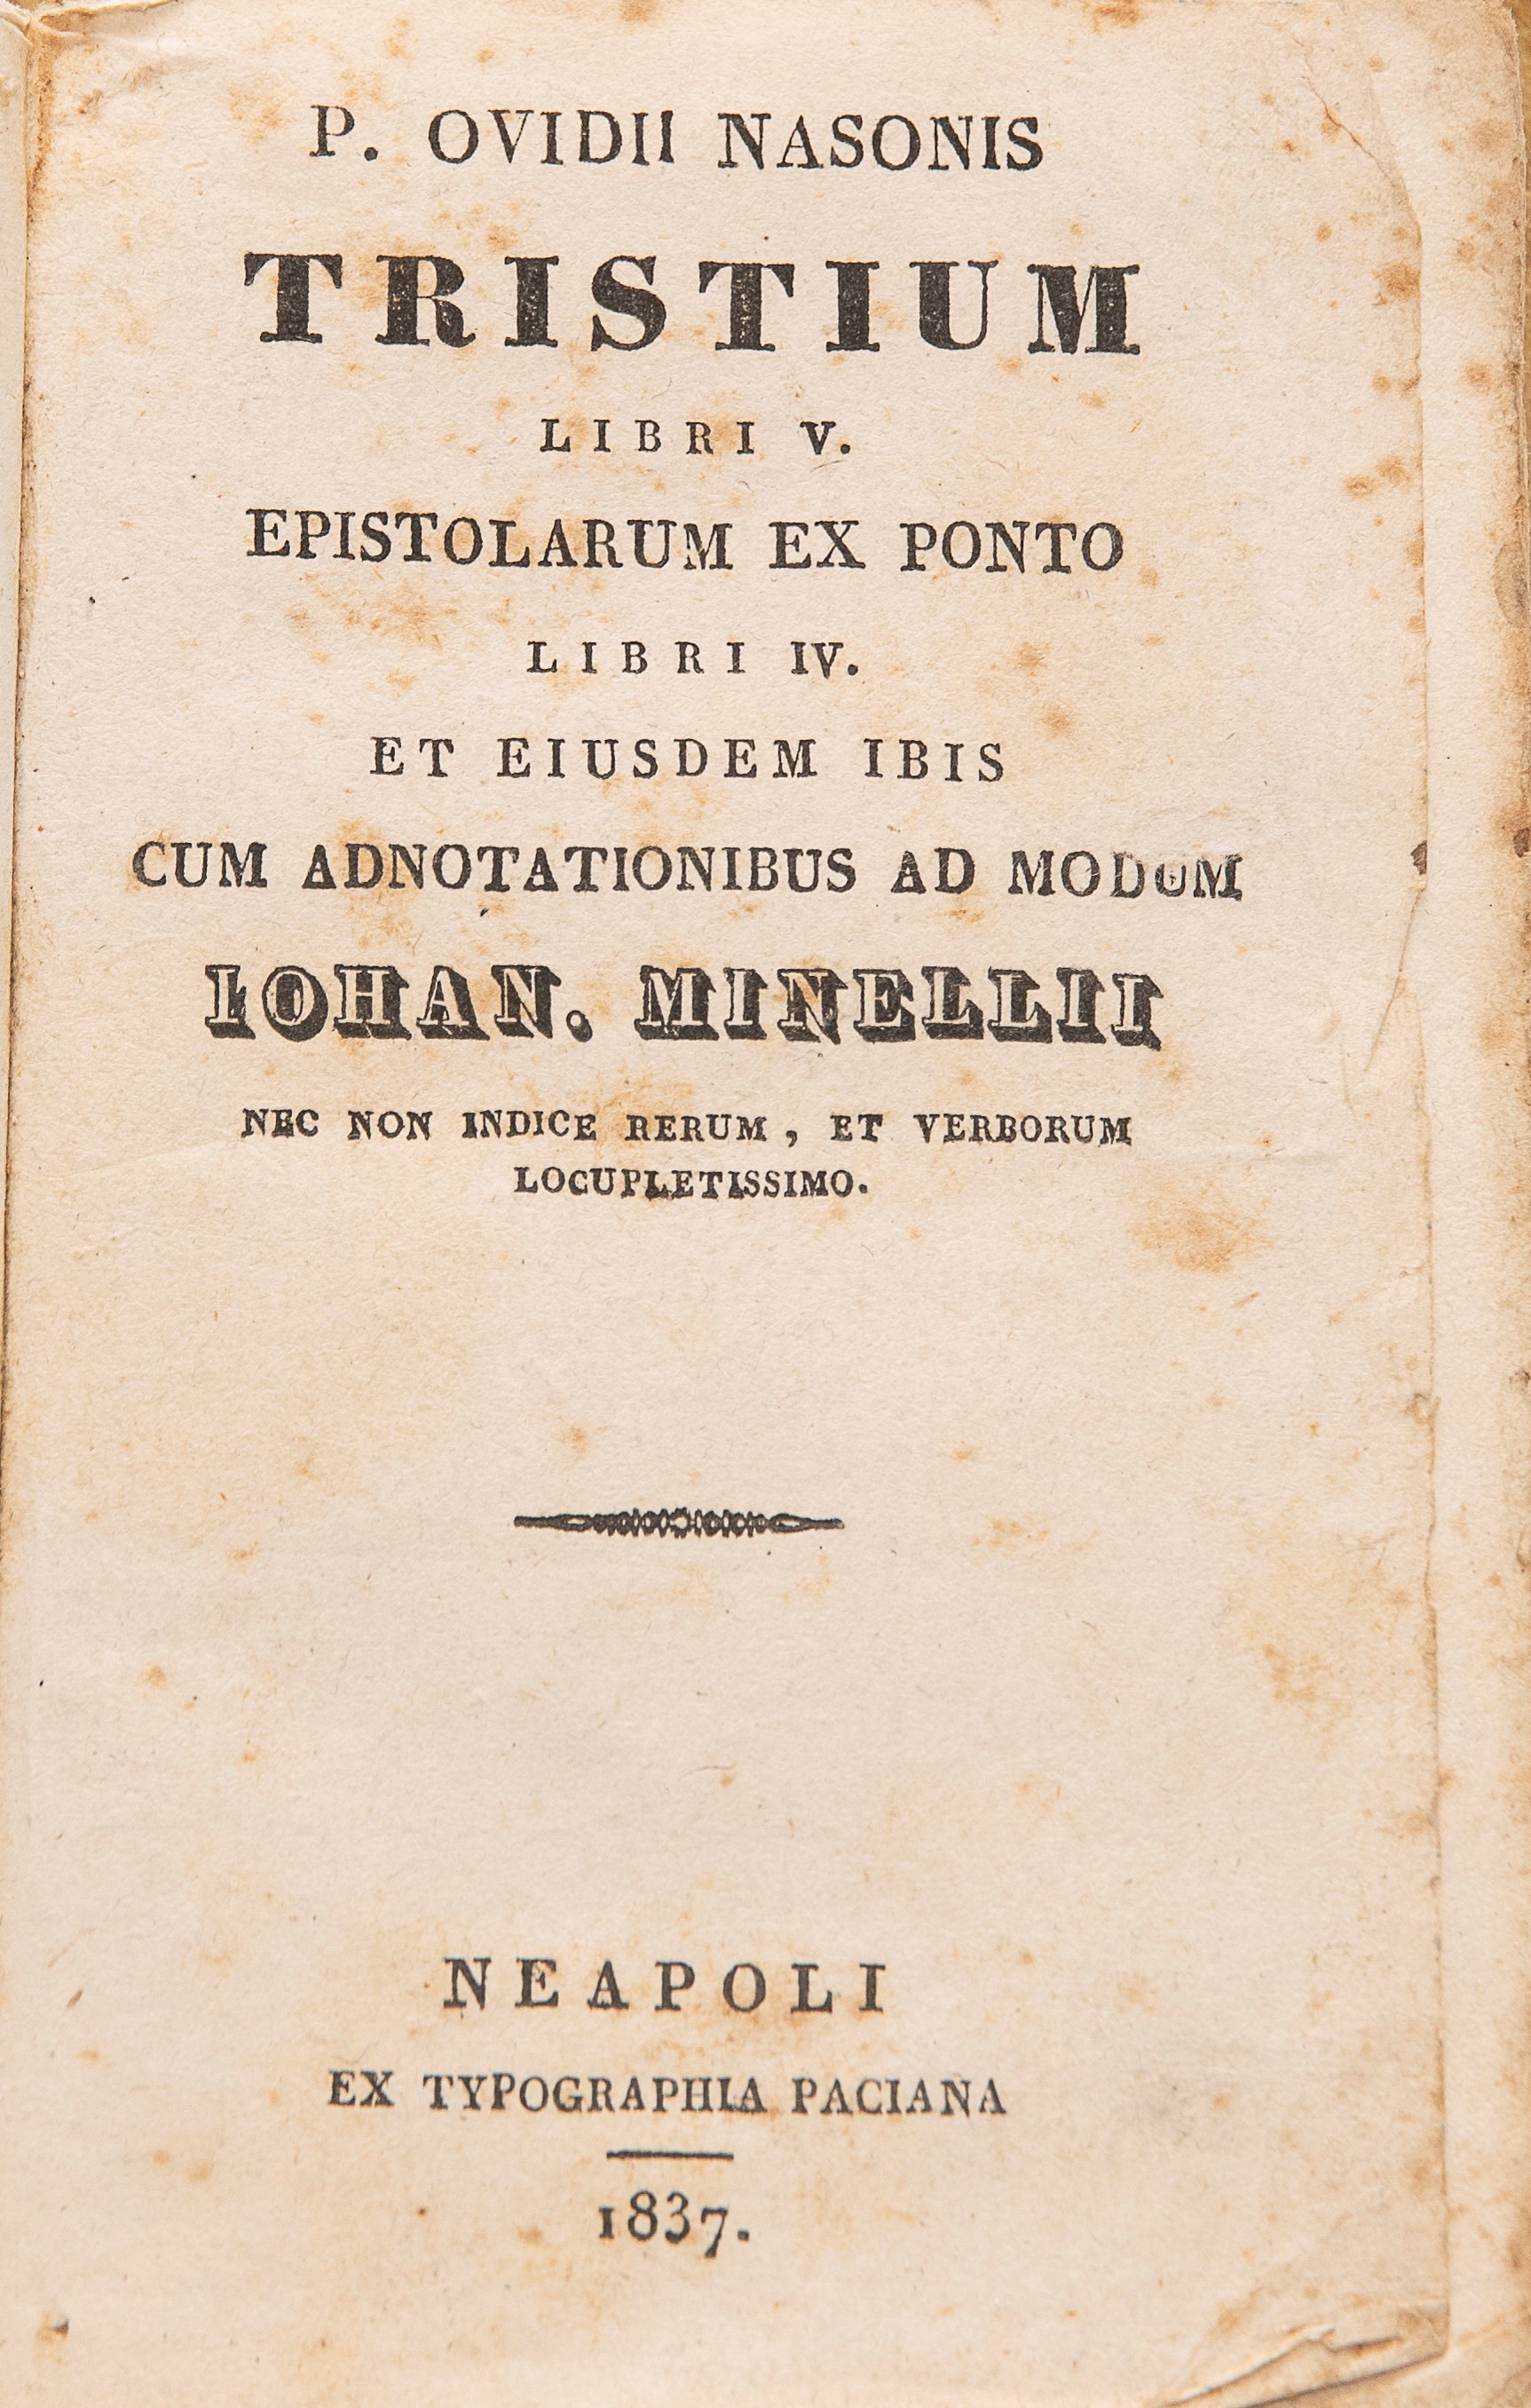 P. OVIDII NASONIS
TRISTIUM
LIBRI V.
EPISTOLARUM EX PONTO
LIBRI IV.
ET EIUSDEM IBIS
CUM ADNOTATIONIBUS AD MODUM
IOHAN. MINELLII
NEC NON INDICE RERUM, ET VERBORUM
LOCUPLETISSIMO.
NEAPOLI
EX TYPOGRAPHIA PACIANA
1837.